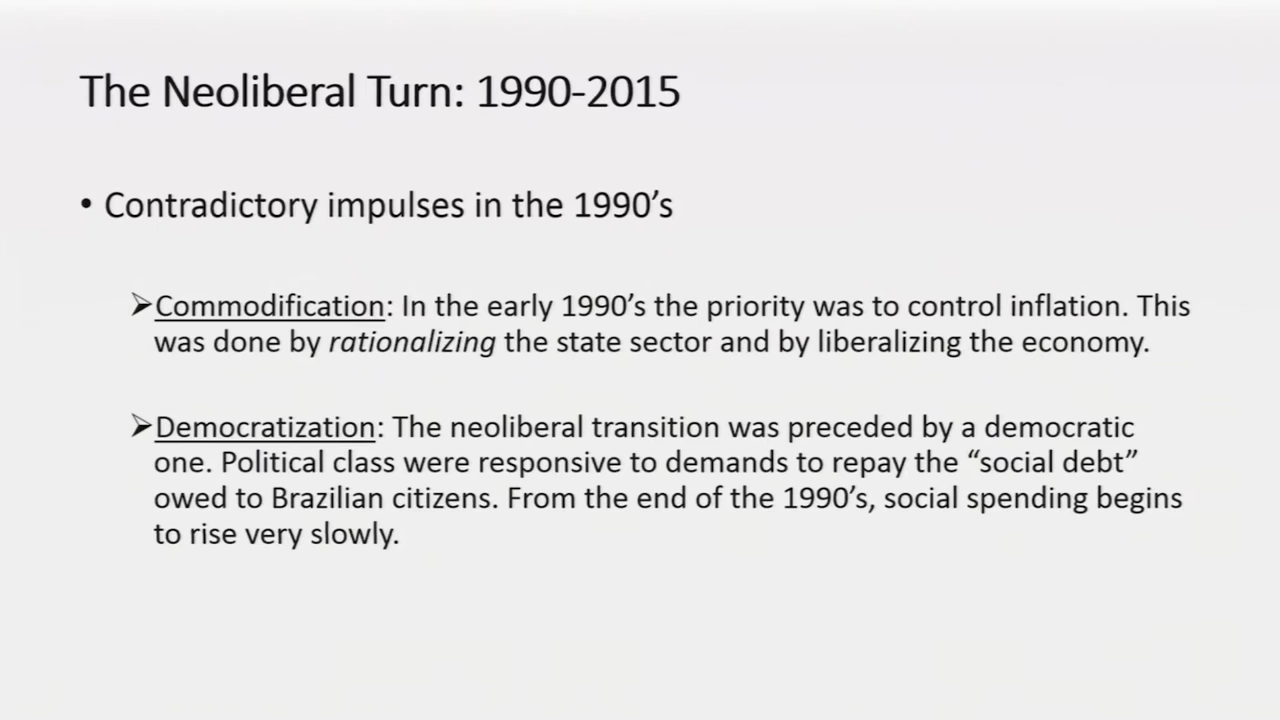 The Neoliberal Turn: 1990-2015
• Contradictory impulses in the 1990’s
➢Commodification: In the early 1990’s the priority was to control inflation. This
was done by rationalizing the state sector and by liberalizing the economy.
➢Democratization: The neoliberal transition was preceded by a democratic
one. Political class were responsive to demands to repay the “social debt”
owed to Brazilian citizens. From the end of the 1990’s, social spending begins
to rise very slowly.